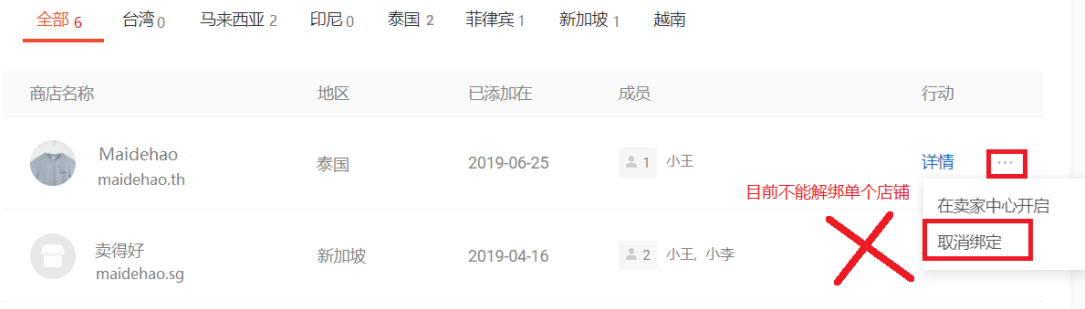 全部 6 台湾 0 马来西亚 2 印尼 0 泰国 2 菲律宾 1 新加坡 1 越南
商店名称 地区 已添加在 成员 行动
Maidehao
maidehao.th
泰国 2019-06-25 1 小王 详情 ...
目前不能解绑单个店铺
在卖家中心开启
取消绑定
卖得好
maidehao.sg
新加坡 2019-04-16 2 小王, 小李